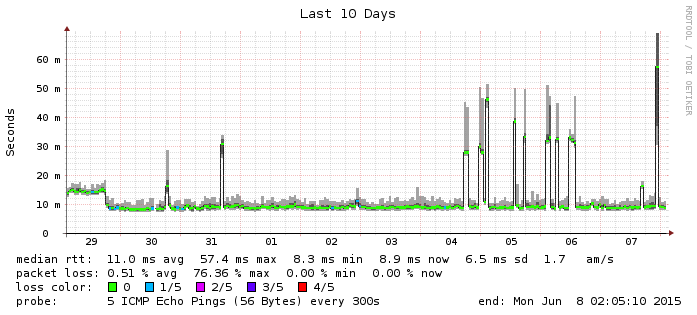 Last 10 Days
RRDTOOL / TOBI OETIKER
Seconds
60 m
50 m
40 m
30 m
20 m
10 m
0
29 30 31 01 02 03 04 05 06 07
median rtt: 11.0 ms avg 57.4 ms max 8.3 ms min 8.9 ms now 6.5 ms sd 1.7 am/s
packet loss: 0.51 % avg 76.36 % max 0.00 % min 0.00 % now
loss color: 0 1/5 2/5 3/5 4/5
probe: 5 ICMP Echo Pings (56 Bytes) every 300s end: Mon Jun 8 02:05:10 2015